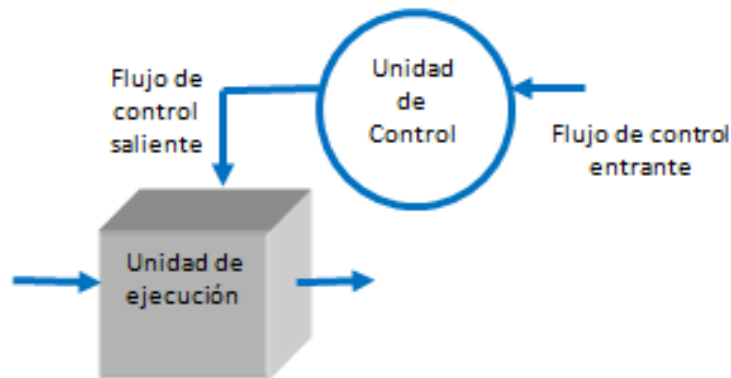 Unidad
de
Control
Flujo de
control
saliente
Flujo de control
entrante
Unidad de
ejecución